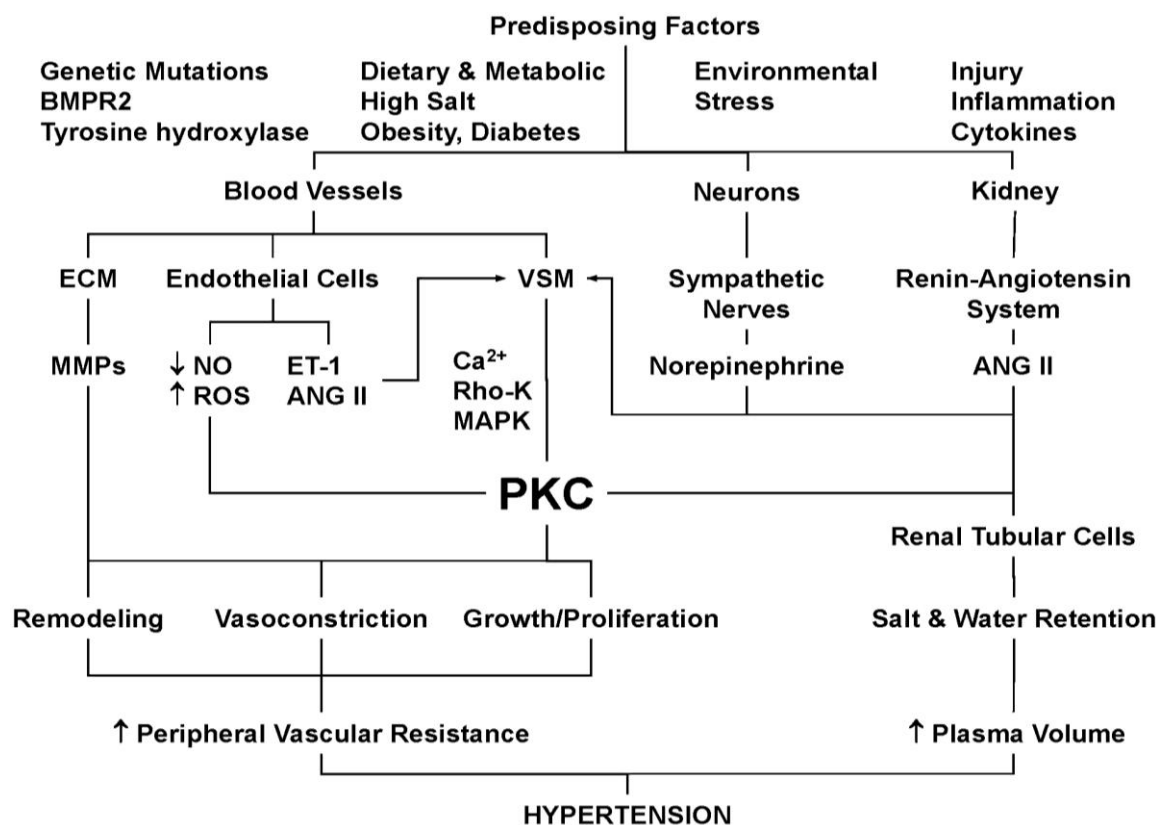 Predisposing Factors
Genetic Mutations
BMPR2
Tyrosine hydroxylase
Dietary & Metabolic
High Salt
Obesity, Diabetes
Environmental
Stress
Injury
Inflammation
Cytokines
Blood Vessels
Neurons
Kidney
ECM
Endothelial Cells
VSM
Sympathetic
Nerves
Renin-Angiotensin
System
MMPs
↓ NO
↑ ROS
ET-1
ANG II
Ca²⁺
Rho-K
MAPK
Norepinephrine
ANG II
PKC
Renal Tubular Cells
Remodeling
Vasoconstriction
Growth/Proliferation
Salt & Water Retention
↑ Peripheral Vascular Resistance
↑ Plasma Volume
HYPERTENSION